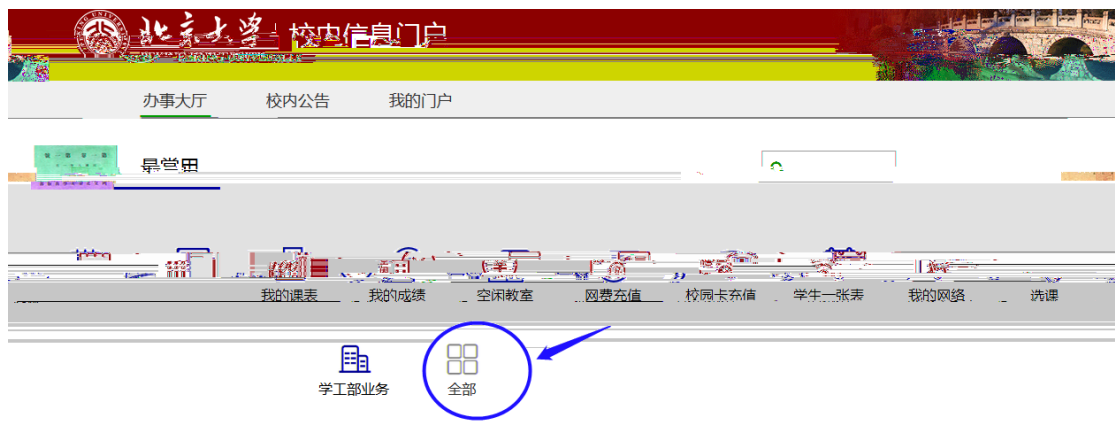 北京大学 校内信息门户
办事大厅 校内公告 我的门户
最常用
我的课表 我的成绩 空闲教室 网费充值 校园卡充值 学生一张表 我的网络 选课
学工部业务 全部